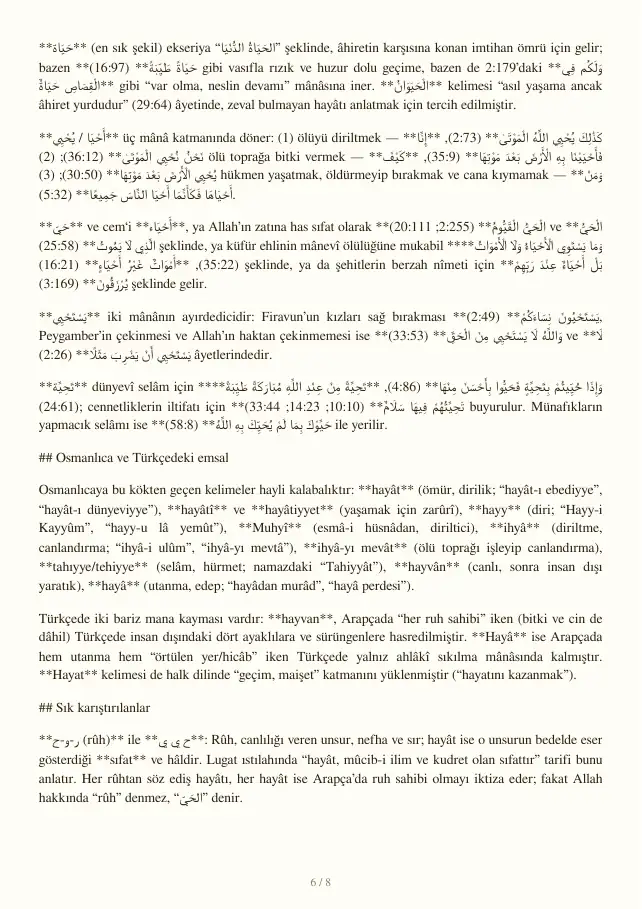 **حَيَاة** (en sık şekil) ekseriya “الحَيَاةُ الدُّنْيَا” şeklinde, âhiretin karşısına konan imtihan ömrü için gelir;
bazen **حَيَاةً طَيِّبَةً** (16:97) gibi vasıfla rızık ve huzur dolu geçime, bazen de 2:179’daki **وَلَكُم فِي
الْقِصَاصِ حَيَاةٌ** gibi “var olma, neslin devamı” mânâsına iner. **الْحَيَوَانُ** kelimesi “asıl yaşama ancak
âhiret yurdudur” (29:64) âyetinde, zeval bulmayan hayâtı anlatmak için tercih edilmiştir.
**أَحْيَا / يُحْيِي** üç mânâ katmanında döner: (1) ölüyü diriltmek — **كَذَٰلِكَ يُحْيِي اللَّهُ الْمَوْتَىٰ** (2:73), **إِنَّا
نَحْنُ نُحْيِي الْمَوْتَىٰ** (36:12); (2) ölü toprağa bitki vermek — **فَأَحْيَيْنَا بِهِ الْأَرْضَ بَعْدَ مَوْتِهَا** (35:9), **كَيْفَ
يُحْيِي الْأَرْضَ بَعْدَ مَوْتِهَا** (30:50); (3) hükmen yaşatmak, öldürmeyip bırakmak ve cana kıymamak — **وَمَنْ
أَحْيَاهَا فَكَأَنَّمَا أَحْيَا النَّاسَ جَمِيعًا** (5:32).
**حَيّ** ve cem‘i **أَحْيَاء**, ya Allah’ın zatına has sıfat olarak **الْحَيُّ الْقَيُّومُ** (2:255; 20:111) ve **الْحَيُّ
الَّذِي لَا يَمُوتُ** (25:58) şeklinde, ya küfür ehlinin mânevî ölülüğüne mukabil **وَمَا يَسْتَوِي الْأَحْيَاءُ وَلَا الْأَمْوَاتُ**
(35:22), **أَمْوَاتٌ غَيْرُ أَحْيَاءٍ** (16:21) şeklinde, ya da şehitlerin berzah nîmeti için **بَلْ أَحْيَاءٌ عِنْدَ رَبِّهِمْ
يُرْزَقُونَ** (3:169) şeklinde gelir.
**يَسْتَحْيِي** iki mânânın ayırdedicidir: Firavun’un kızları sağ bırakması **يَسْتَحْيُونَ نِسَاءَكُمْ** (2:49),
Peygamber’in çekinmesi ve Allah’ın haktan çekinmemesi ise **وَاللَّهُ لَا يَسْتَحْيِي مِنَ الْحَقِّ** (33:53) ve **لَا
يَسْتَحْيِي أَنْ يَضْرِبَ مَثَلًا** (2:26) âyetlerindedir.
**تَحِيَّة** dünyevî selâm için **وَإِذَا حُيِّيتُمْ بِتَحِيَّةٍ فَحَيُّوا بِأَحْسَنَ مِنْهَا** (4:86), **تَحِيَّةً مِنْ عِنْدِ اللَّهِ مُبَارَكَةً طَيِّبَةً**
(24:61); cennetliklerin iltifatı için **تَحِيَّتُهُمْ فِيهَا سَلَامٌ** (10:10; 14:23; 33:44) buyurulur. Münafıkların
yapmacık selâmı ise **حَيَّوْكَ بِمَا لَمْ يُحَيِّكَ بِهِ اللَّهُ** (58:8) ile yerilir.
## Osmanlıca ve Türkçedeki emsal
Osmanlıcaya bu kökten geçen kelimeler hayli kalabalıktır: **hayât** (ömür, dirilik; “hayât-ı ebediyye”,
“hayât-ı dünyeviyye”), **hayâtî** ve **hayâtiyyet** (yaşamak için zarûrî), **hayy** (diri; “Hayy-i
Kayyûm”, “hayy-u lâ yemût”), **Muhyî** (esmâ-i hüsnâdan, diriltici), **ihyâ** (diriltme,
canlandırma; “ihyâ-i ulûm”, “ihyâ-yı mevtâ”), **ihyâ-yı mevât** (ölü toprağı işleyip canlandırma),
**tahıyye/tehiyye** (selâm, hürmet; namazdaki “Tahiyyât”), **hayvân** (canlı, sonra insan dışı
yaratık), **hayâ** (utanma, edep; “hayâdan murâd”, “hayâ perdesi”).
Türkçede iki bariz mana kayması vardır: **hayvan**, Arapçada “her ruh sahibi” iken (bitki ve cin de
dâhil) Türkçede insan dışındaki dört ayaklılara ve sürüngenlere hasredilmiştir. **Hayâ** ise Arapçada
hem utanma hem “örtülen yer/hicâb” iken Türkçede yalnız ahlâkî sıkılma mânâsında kalmıştır.
**Hayat** kelimesi de halk dilinde “geçim, maişet” katmanını yüklenmiştir (“hayatını kazanmak”).
## Sık karıştırılanlar
**ر-و-ح (rûh)** ile **ح ي ي**: Rûh, canlılığı veren unsur, nefha ve sır; hayât ise o unsurun bedelde eser
gösterdiği **sıfat** ve hâldir. Lugat ıstılahında “hayât, mûcib-i ilim ve kudret olan sıfattır” tarifi bunu
anlatır. Her rûhtan söz ediş hayâtı, her hayât ise Arapça’da ruh sahibi olmayı iktiza eder; fakat Allah
hakkında “rûh” denmez, “الحَيّ” denir.
6 / 8